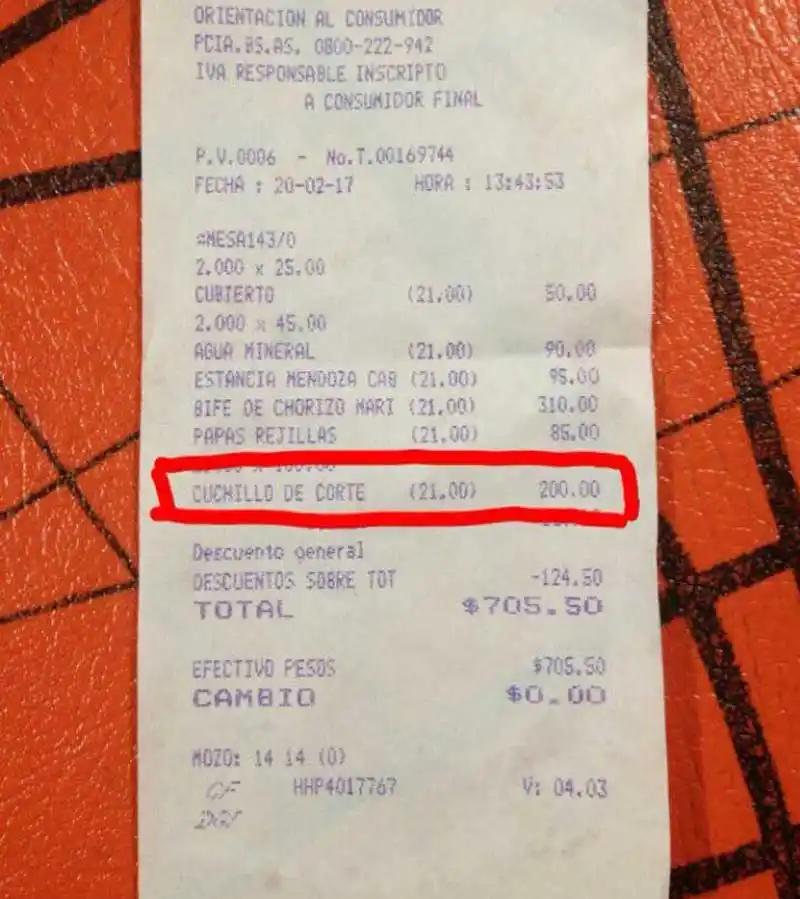 ORIENTACION AL CONSUMIDOR
PCIA.BS.AS. 0800-222-942
IVA RESPONSABLE INSCRIPTO
A CONSUMIDOR FINAL
P.V.0006 - No.T.00169744
FECHA : 20-02-17 HORA : 13:43:53
=MESA143/0
2.000 x 25.00
CUBIERTO (21.00) 50.00
2.000 x 45.00
AGUA MINERAL (21.00) 90.00
ESTANCIA MENDOZA CAB (21.00) 95.00
BIFE DE CHORIZO MARI (21.00) 310.00
PAPAS REJILLAS (21.00) 85.00
CUCHILLO DE CORTE (21.00) 200.00
Descuento general
DESCUENTOS SOBRE TOT -124.50
TOTAL $705.50
EFECTIVO PESOS $705.50
CAMBIO $0.00
MOZO: 14 14 (0)
CF HHP4017767 V: 04.03
DGI